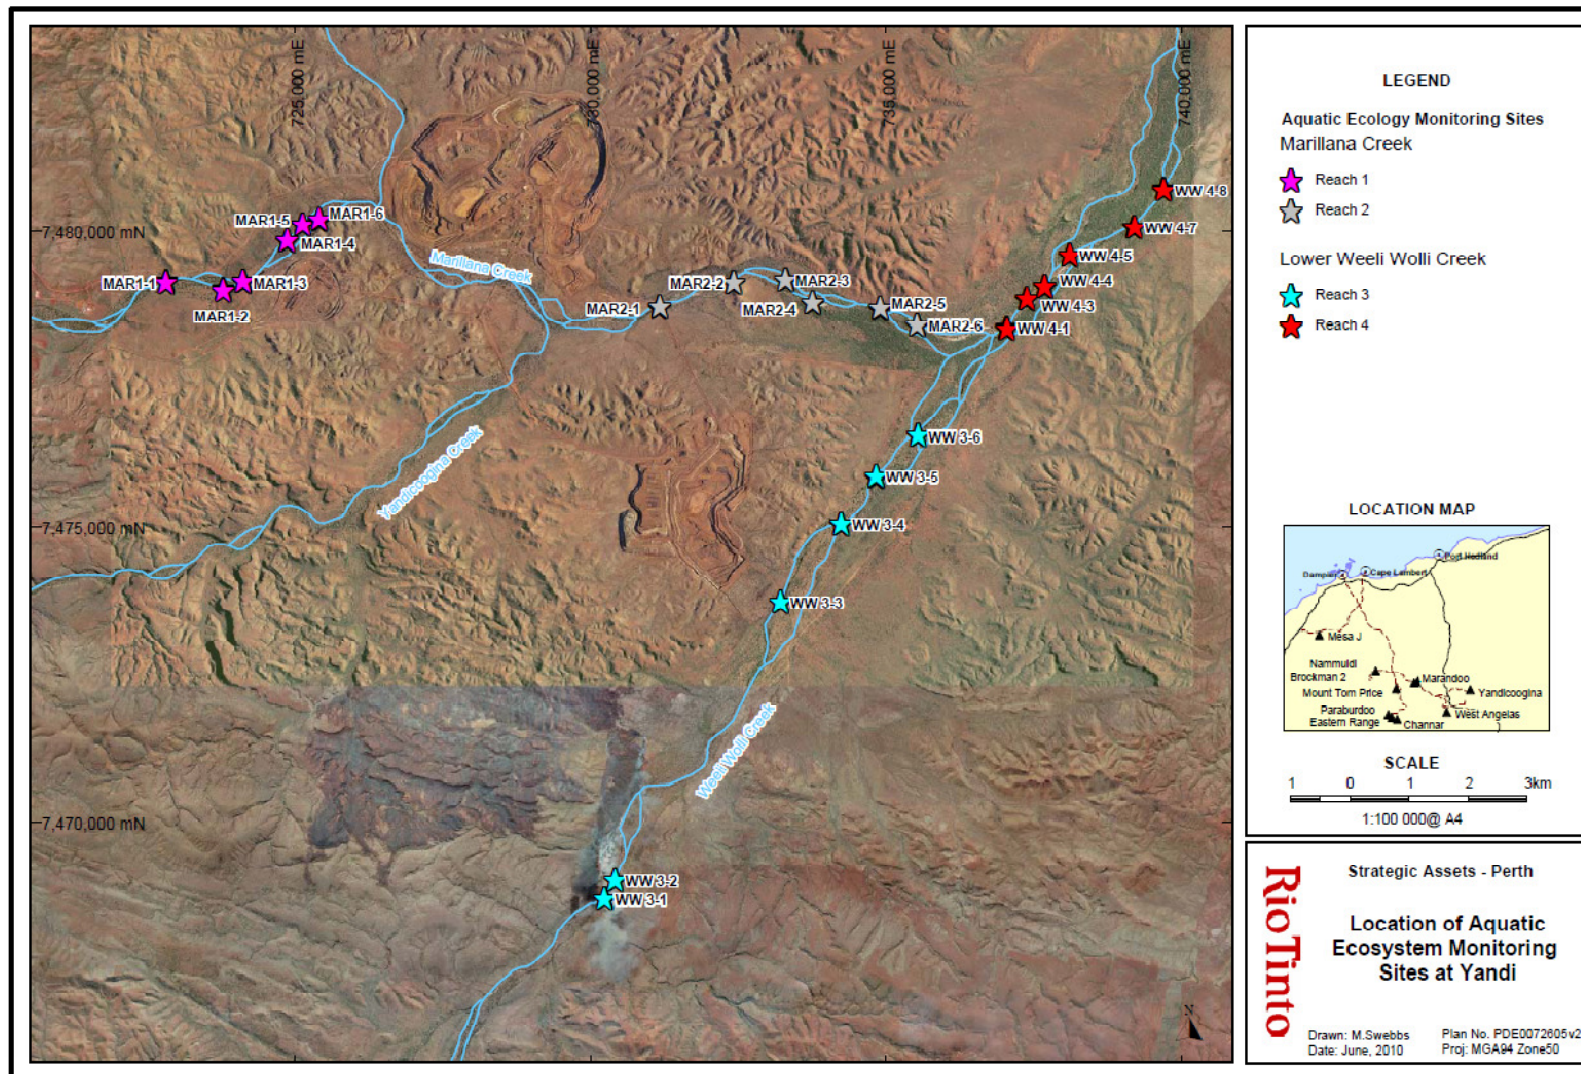 725,000 mE
730,000 mE
735,000 mE
740,000 mE
7,480,000 mN
7,475,000 mN
7,470,000 mN
MAR1-1
MAR1-2
MAR1-3
MAR1-4
MAR1-5
MAR1-6
Marillana Creek
MAR2-1
MAR2-2
MAR2-3
MAR2-4
MAR2-5
MAR2-6
WW 4-8
WW 4-7
WW 4-5
WW 4-4
WW 4-3
WW 4-1
Yandicoogina Creek
WW 3-6
WW 3-5
WW 3-4
WW 3-3
Weeli Wolli Creek
WW 3-2
WW 3-1
N
LEGEND
Aquatic Ecology Monitoring Sites
Marillana Creek
Reach 1
Reach 2
Lower Weeli Wolli Creek
Reach 3
Reach 4
LOCATION MAP
Port Hedland
Dampier
Cape Lambert
Mesa J
Nammuldi
Brockman 2
Marandoo
Mount Tom Price
Yandicoogina
Paraburdoo
Eastern Range
Channar
West Angelas
SCALE
1 0 1 2 3km
1:100 000@ A4
RioTinto
Strategic Assets - Perth
Location of Aquatic
Ecosystem Monitoring
Sites at Yandi
Drawn: M.Swebbs
Plan No. PDE0072605v2
Date: June, 2010
Proj: MGA94 Zone50